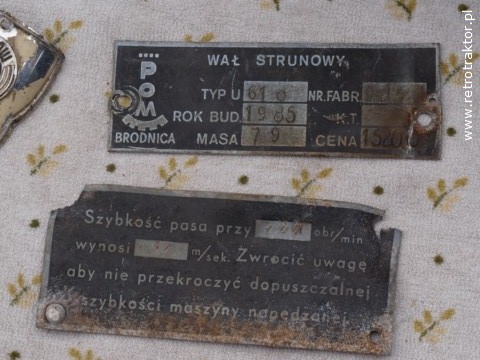 WAŁ STRUNOWY
POM
TYP U 618 NR.FABR.
ROK BUD. 1985 K.T.
BRODNICA MASA 79 CENA
Szybkość pasa przy obr/min
wynosi m/sek. Zwrócić uwagę
aby nie przekroczyć dopuszczalnej
szybkości maszyny napędzanej
www.retrotraktor.pl